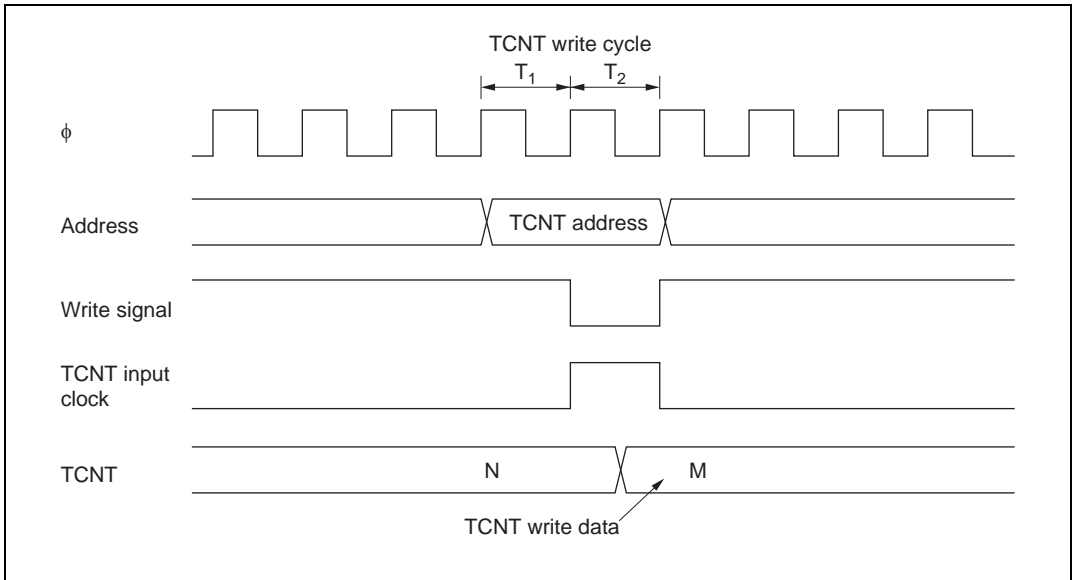 TCNT write cycle
T1 T2
ϕ
Address
TCNT address
Write signal
TCNT input
clock
TCNT
N
M
TCNT write data